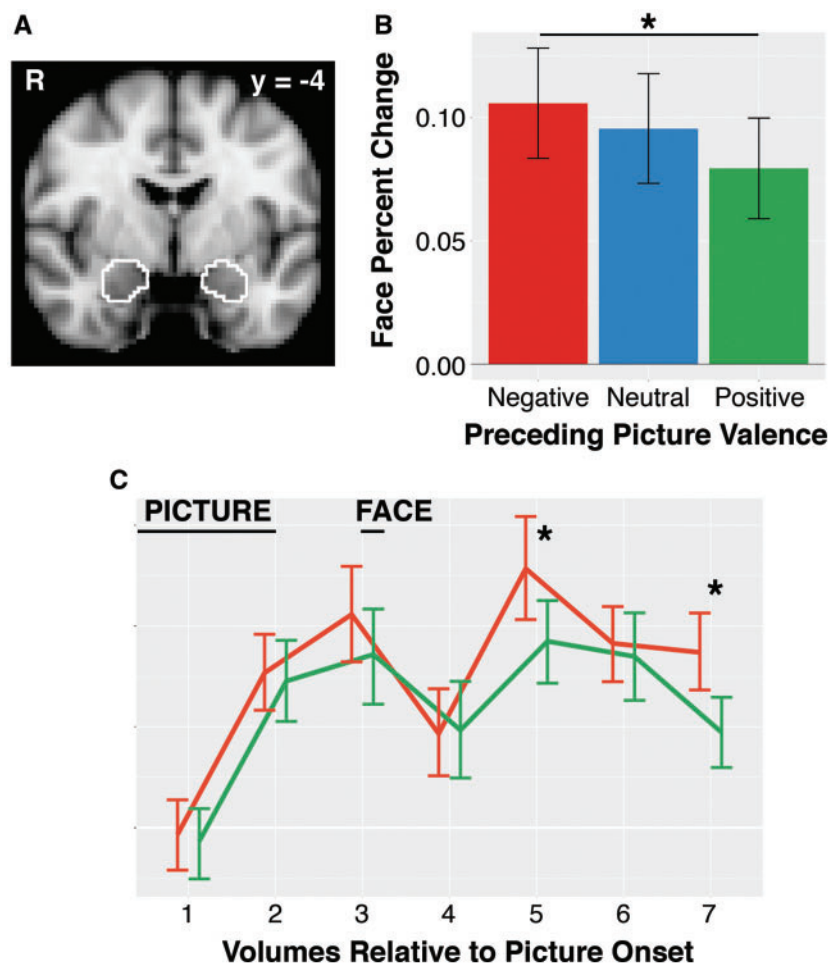 A
R
y = -4
B
*
Face Percent Change
0.10
0.05
0.00
Negative Neutral Positive
Preceding Picture Valence
C
PICTURE FACE
*
*
1 2 3 4 5 6 7
Volumes Relative to Picture Onset